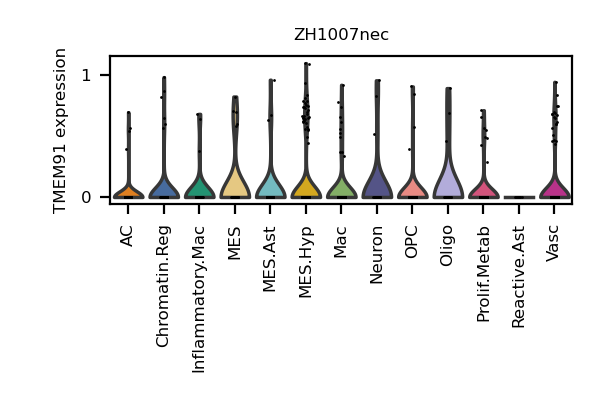 ZH1007nec
TMEM91 expression
1
0
AC
Chromatin.Reg
Inflammatory.Mac
MES
MES.Ast
MES.Hyp
Mac
Neuron
OPC
Oligo
Prolif.Metab
Reactive.Ast
Vasc